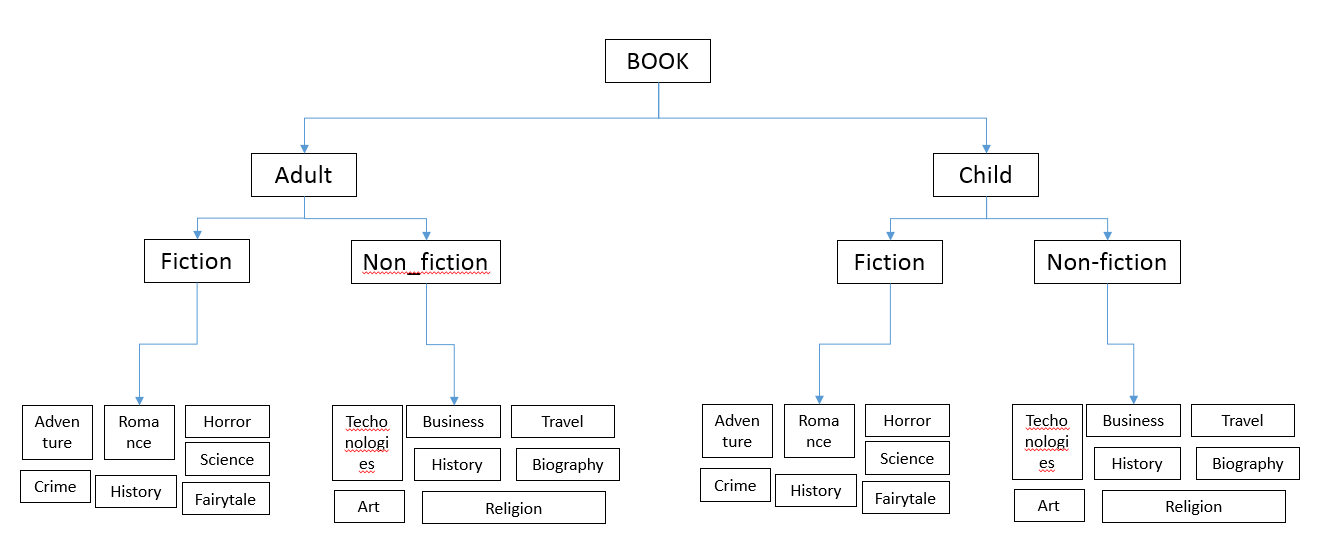 BOOK
Adult
Child
Fiction
Non_fiction
Fiction
Non-fiction
Adven
ture
Roma
nce
Horror
Science
Crime
History
Fairytale
Techo
nologi
es
Business
Travel
History
Biography
Art
Religion
Adven
ture
Roma
nce
Horror
Science
Crime
History
Fairytale
Techo
nologi
es
Business
Travel
History
Biography
Art
Religion